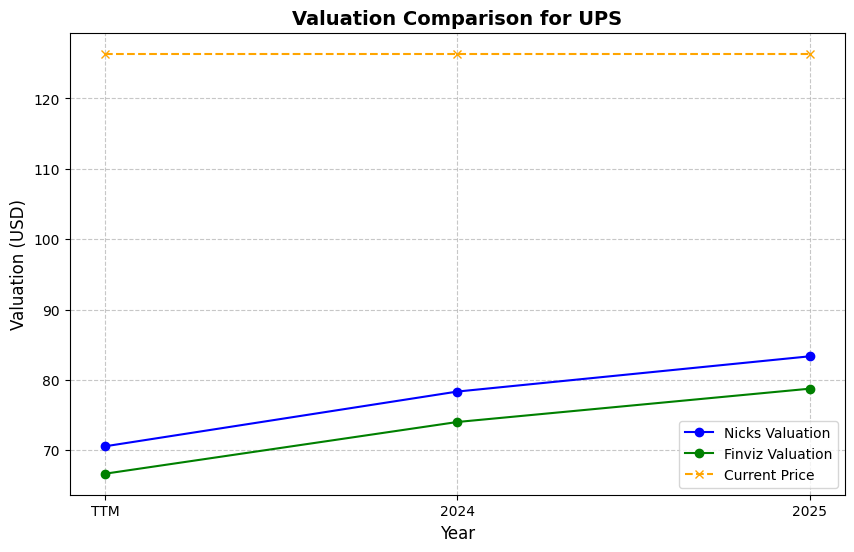 Valuation Comparison for UPS
Valuation (USD)
120
110
100
90
80
70
Nicks Valuation
Finviz Valuation
Current Price
TTM
2024
2025
Year